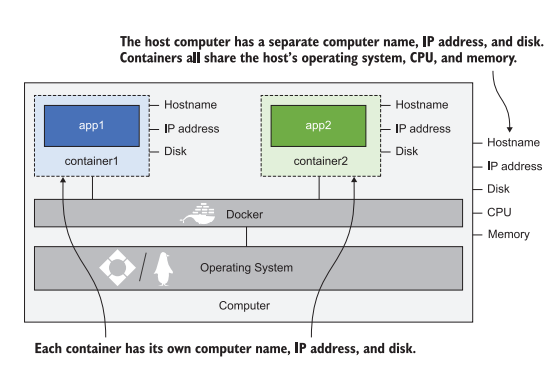 The host computer has a separate computer name, IP address, and disk.
Containers all share the host's operating system, CPU, and memory.
Hostname
app1
IP address
Disk
container1
Hostname
app2
IP address
Disk
container2
Hostname
IP address
Disk
CPU
Memory
Docker
Operating System
Computer
Each container has its own computer name, IP address, and disk.